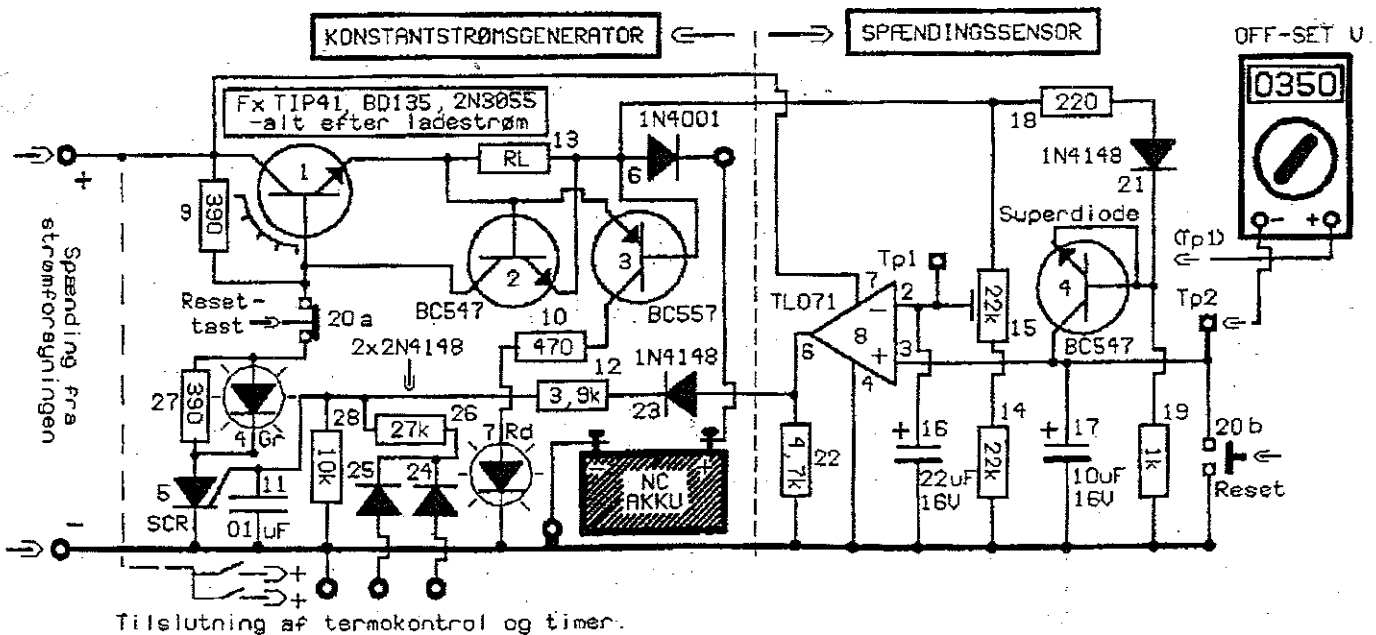 KONSTANTSTRØMSGENERATOR
SPÆNDINGSSENSOR
OFF-SET V.
0350
Fx TIP41, BD135, 2N3055
-alt efter ladestrøm
1N4001
13
RL
6
18
220
1N4148
21
- +
(Tp1)
+
1
9
390
Spænding fra
strømforsyningen
2
BC547
3
BC557
Superdiode
4
BC547
Tp1
Tp2
TL071
7
2
-
8
6
+
3
4
22k
15
Reset-
tast
20a
10
470
2x2N4148
12
3,9k
1N4148
23
27
390
4 Gr
28
10k
27k
26
25
24
7 Rd
5
SCR
11
01 uF
- +
NC
AKKU
4,7k
22
+ 16
22uF
16V
14
22k
+ 17
10uF
16V
19
1k
20b
Reset
-
+
+
Tilslutning af termokontrol og timer.